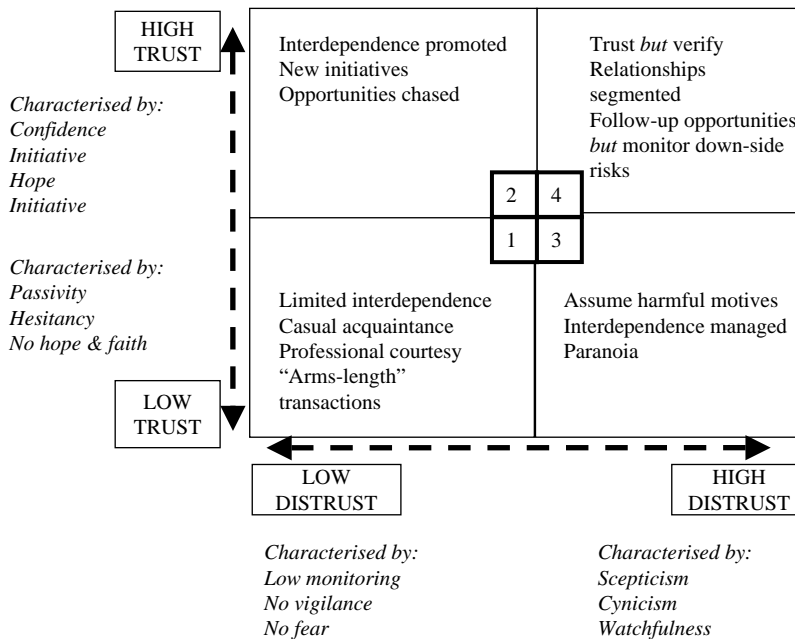 HIGH
TRUST
Characterised by:
Confidence
Initiative
Hope
Initiative
Characterised by:
Passivity
Hesitancy
No hope & faith
LOW
TRUST
Interdependence promoted
New initiatives
Opportunities chased
Trust but verify
Relationships
segmented
Follow-up opportunities
but monitor down-side
risks
2
4
1
3
Limited interdependence
Casual acquaintance
Professional courtesy
“Arms-length”
transactions
Assume harmful motives
Interdependence managed
Paranoia
LOW
DISTRUST
HIGH
DISTRUST
Characterised by:
Low monitoring
No vigilance
No fear
Characterised by:
Scepticism
Cynicism
Watchfulness